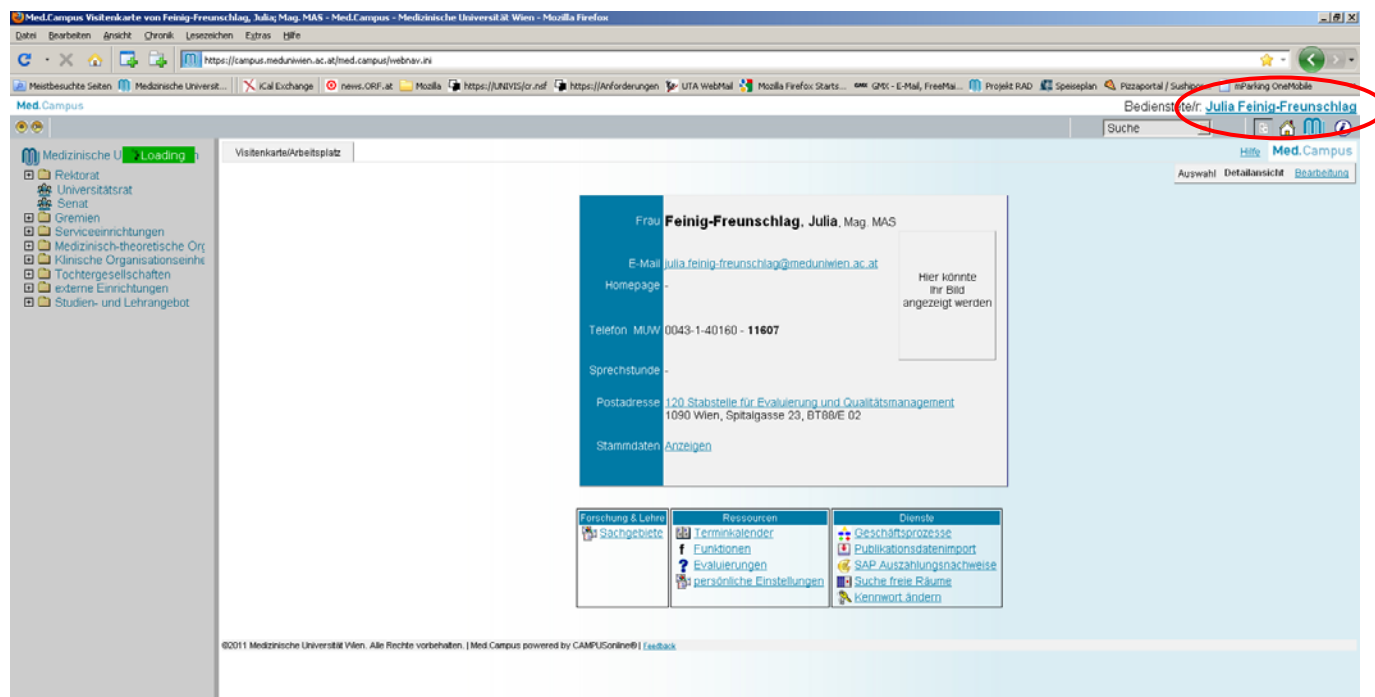 Med.Campus Visitenkarte von Feinig-Freunschlag, Julia; Mag. MAS - Med.Campus - Medizinische Universität Wien - Mozilla Firefox
Datei Bearbeiten Ansicht Chronik Lesezeichen Extras Hilfe
https://campus.meduniwien.ac.at/med.campus/webnav.ini
Meistbesuchte Seiten Medizinische Universit... iCal Exchange news.ORF.at Mozilla https://UNIVIS/cr.nsf https://Anforderungen UTA WebMail Mozilla Firefox Starts... GMX - E-Mail, FreeMai... Projekt RAD Speiseplan Pizzaportal / Sushipor... mParking OneMobile
Med.Campus
Bedienstete/r: Julia Feinig-Freunschlag
Suche
Medizinische U Loading
Visitenkarte/Arbeitsplatz
Hilfe Med.Campus
Auswahl Detailansicht Bearbeitung
Rektorat
Universitätsrat
Senat
Gremien
Serviceeinrichtungen
Medizinisch-theoretische Org
Klinische Organisationseinhe
Tochtergesellschaften
externe Einrichtungen
Studien- und Lehrangebot
Frau Feinig-Freunschlag, Julia, Mag. MAS
E-Mail julia.feinig-freunschlag@meduniwien.ac.at
Homepage -
Hier könnte
Ihr Bild
angezeigt werden
Telefon MUW 0043-1-40160 - 11607
Sprechstunde -
Postadresse 120 Stabstelle für Evaluierung und Qualitätsmanagement
1090 Wien, Spitalgasse 23, BT88/E 02
Stammdaten Anzeigen
Forschung & Lehre
Sachgebiete
Ressourcen
Terminkalender
Funktionen
Evaluierungen
persönliche Einstellungen
Dienste
Geschäftsprozesse
Publikationsdatenimport
SAP Auszahlungsnachweise
Suche freie Räume
Kennwort ändern
©2011 Medizinische Universität Wien. Alle Rechte vorbehalten. | Med.Campus powered by CAMPUSonline® | Feedback